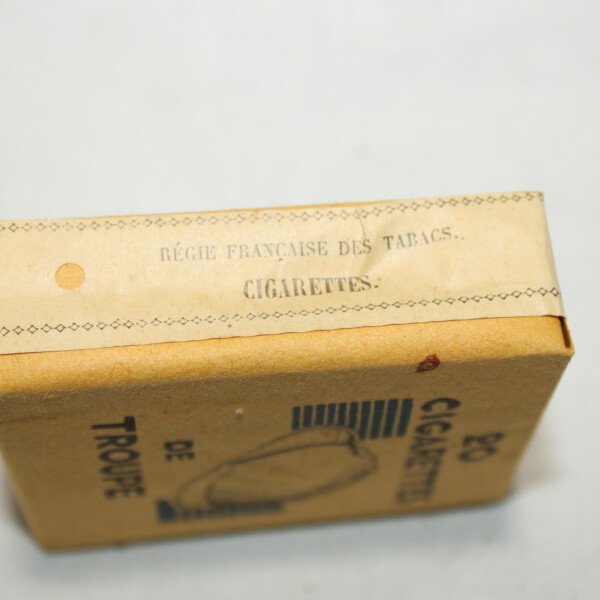 RÉGIE FRANÇAISE DES TABACS.
CIGARETTES.
20
CIGARETTES
DE
TROUPE